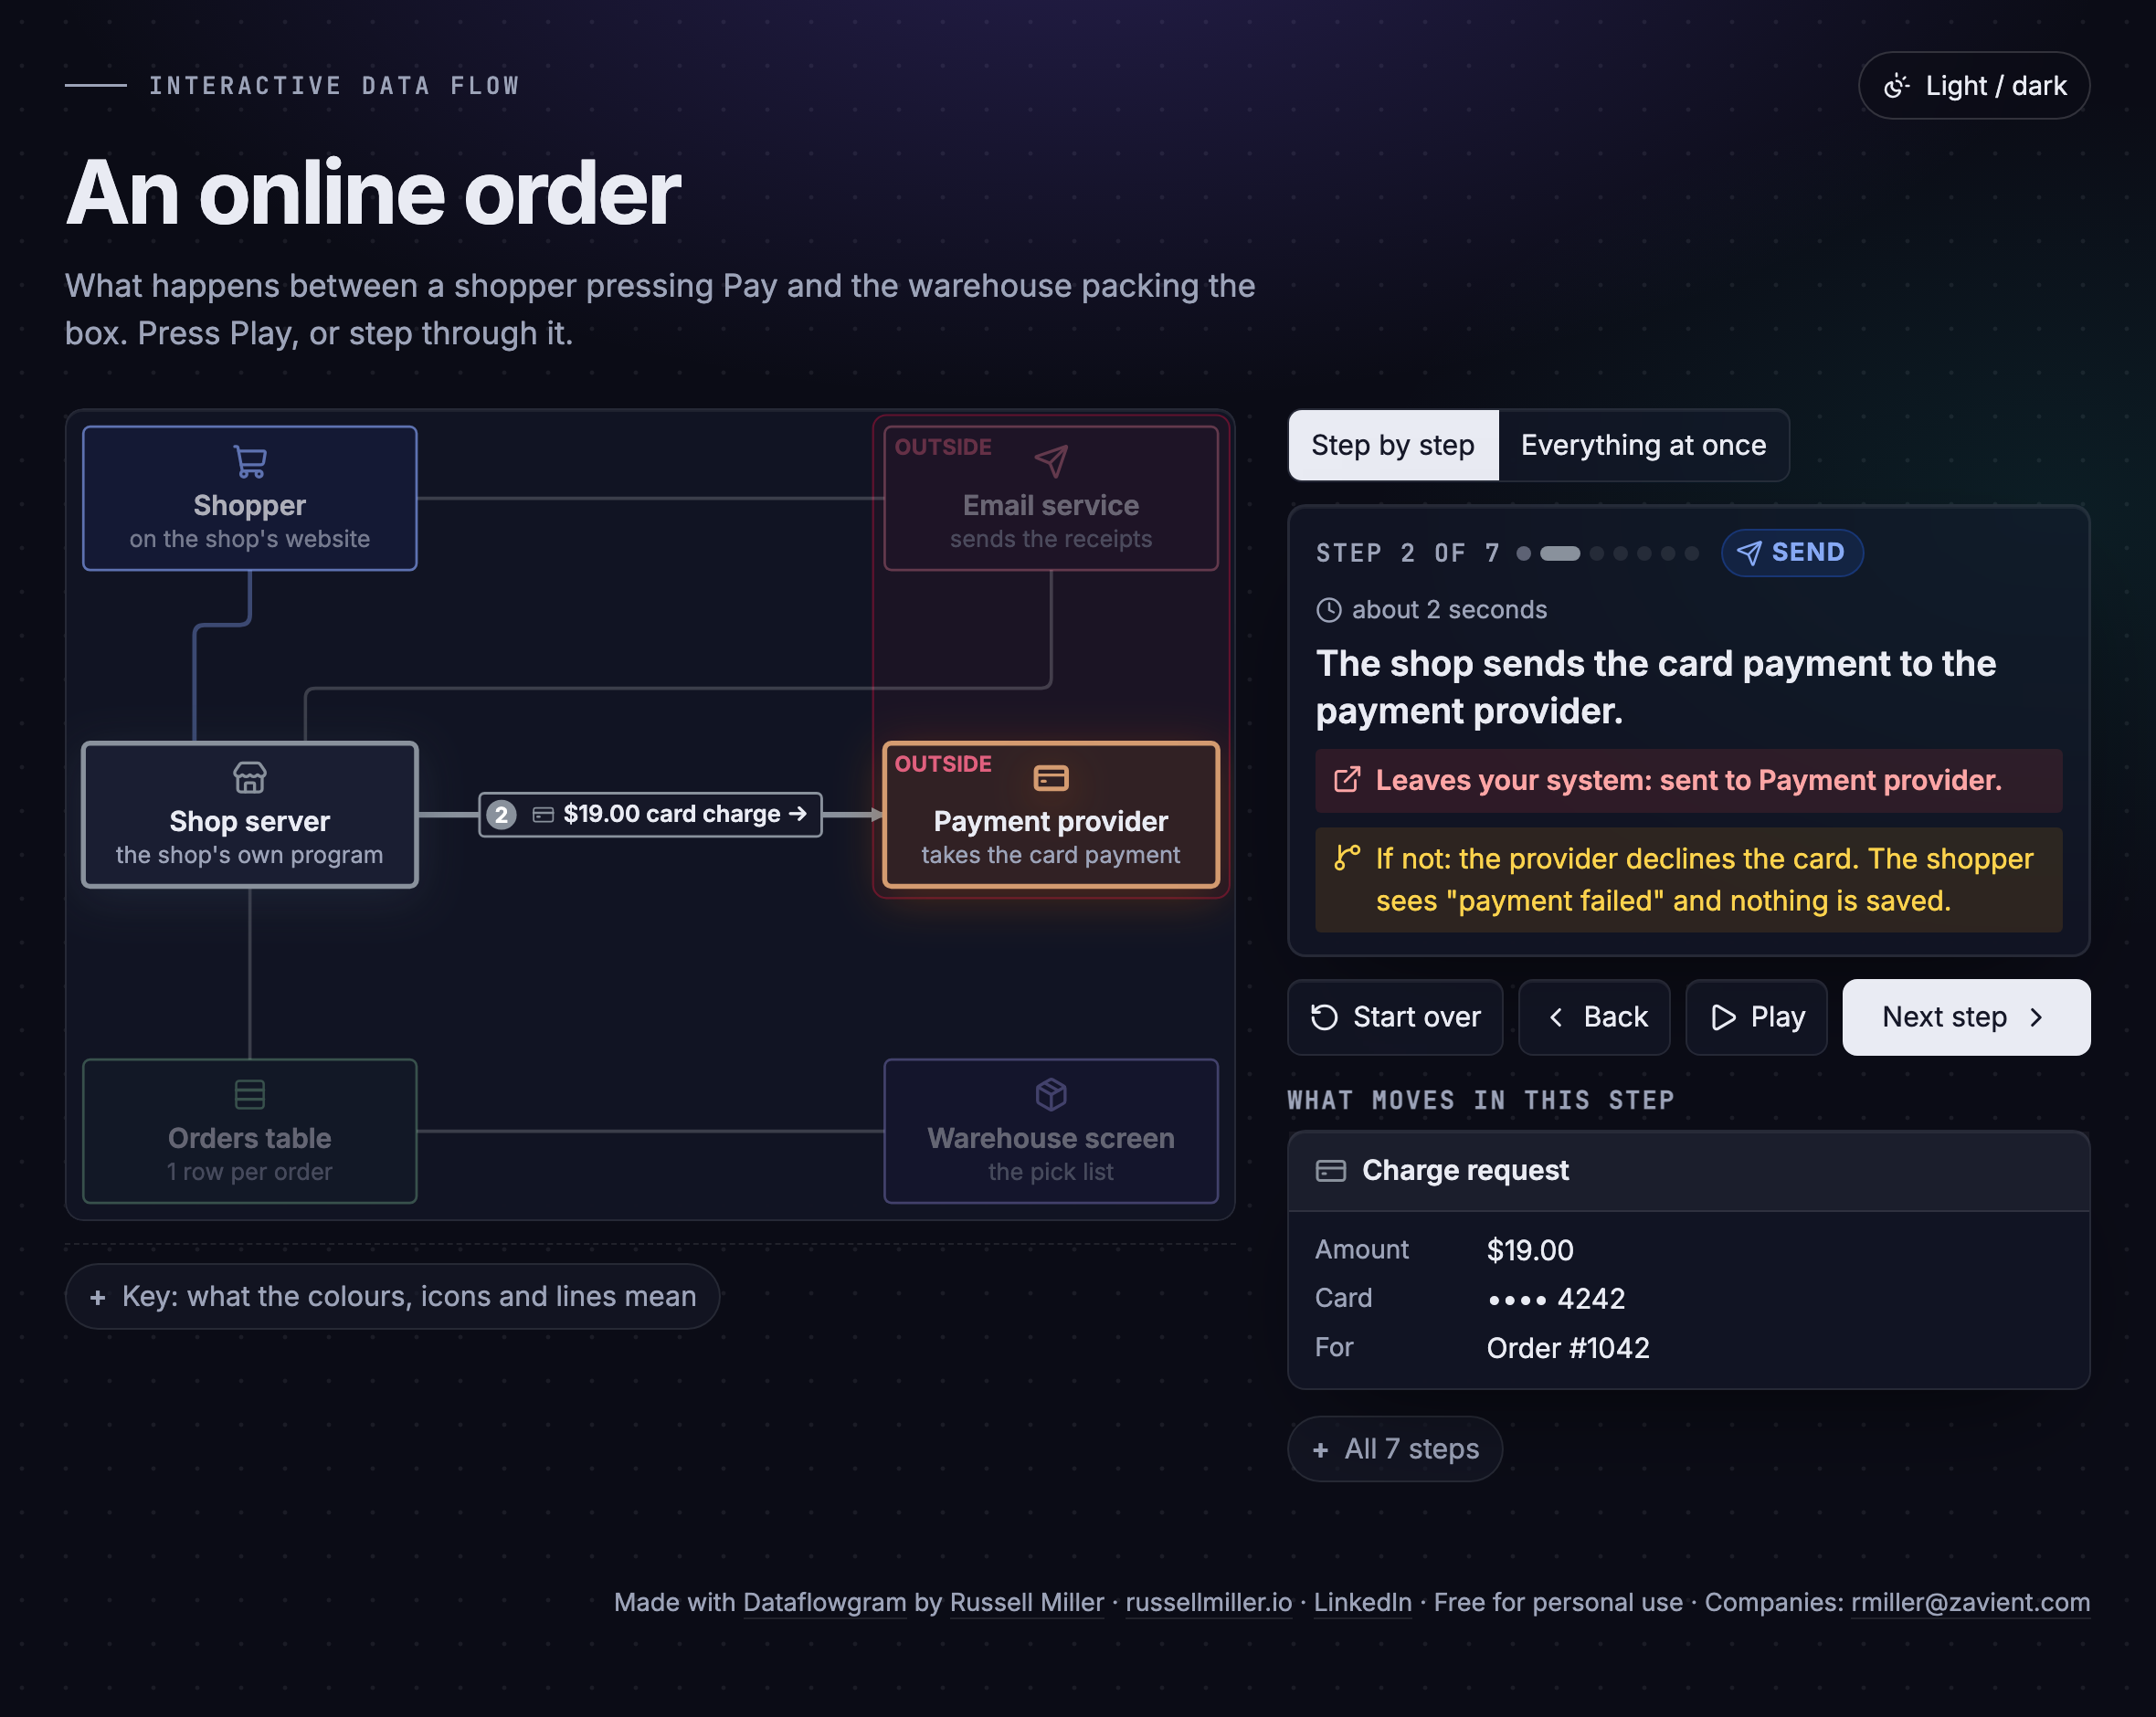 INTERACTIVE DATA FLOW
Light / dark
An online order
What happens between a shopper pressing Pay and the warehouse packing the
box. Press Play, or step through it.
Shopper
on the shop's website
OUTSIDE
Email service
sends the receipts
Shop server
the shop's own program
2 $19.00 card charge →
OUTSIDE
Payment provider
takes the card payment
Orders table
1 row per order
Warehouse screen
the pick list
+ Key: what the colours, icons and lines mean
Step by step
Everything at once
STEP 2 OF 7
SEND
about 2 seconds
The shop sends the card payment to the
payment provider.
Leaves your system: sent to Payment provider.
If not: the provider declines the card. The shopper
sees "payment failed" and nothing is saved.
Start over
Back
Play
Next step
WHAT MOVES IN THIS STEP
Charge request
Amount $19.00
Card •••• 4242
For Order #1042
+ All 7 steps
Made with Dataflowgram by Russell Miller · russellmiller.io · LinkedIn · Free for personal use · Companies: rmiller@zavient.com